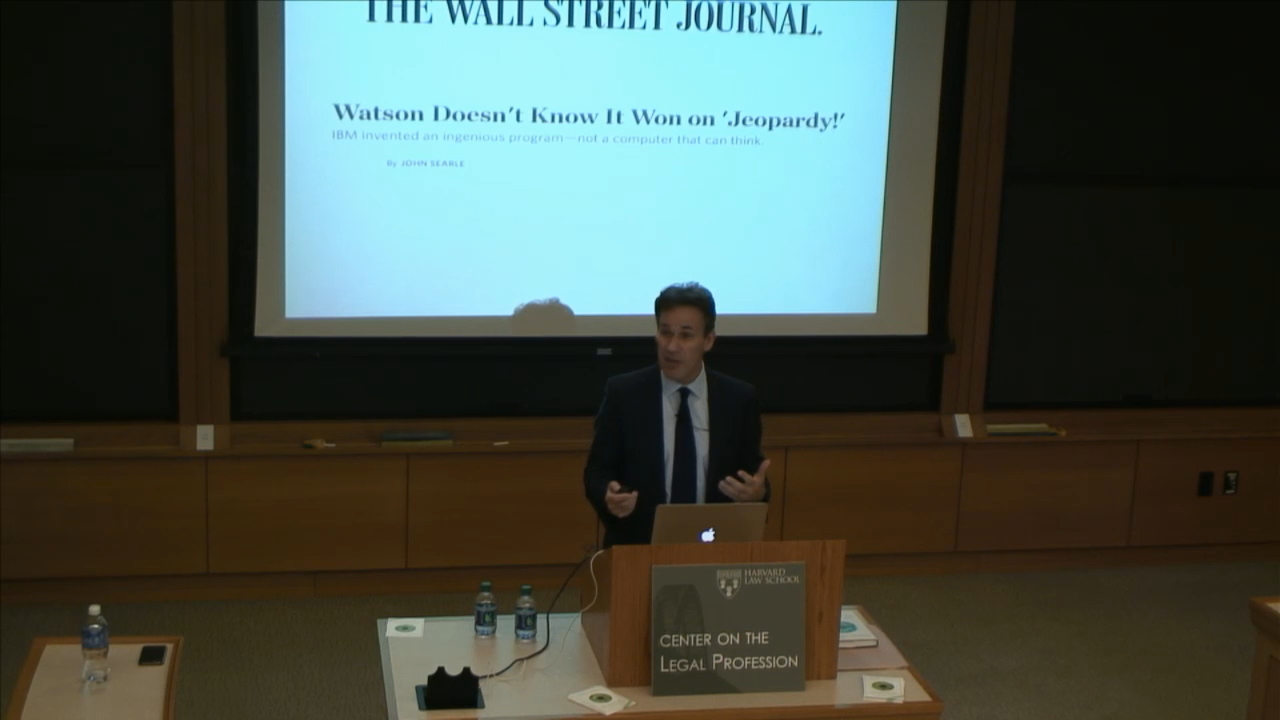 THE WALL STREET JOURNAL.
Watson Doesn't Know It Won on 'Jeopardy!'
IBM invented an ingenious program—not a computer that can think.
By JOHN SEARLE
HARVARD
LAW SCHOOL
CENTER ON THE
LEGAL PROFESSION